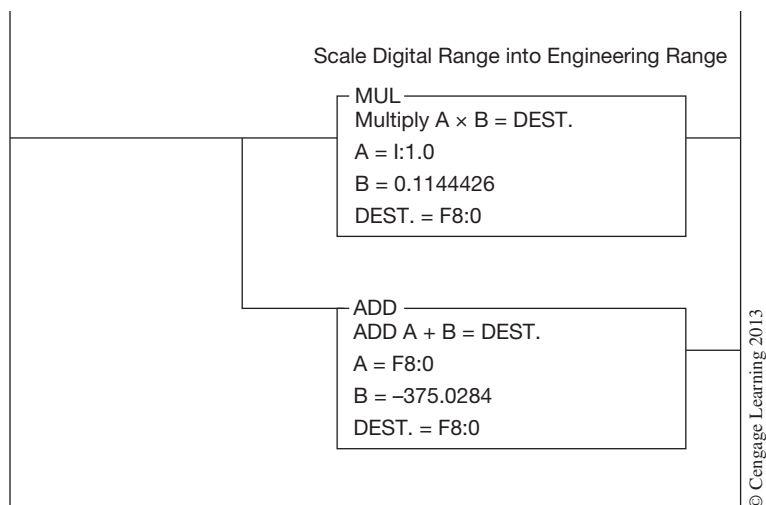 Scale Digital Range into Engineering Range
MUL
Multiply A × B = DEST.
A = I:1.0
B = 0.1144426
DEST. = F8:0
ADD
ADD A + B = DEST.
A = F8:0
B = –375.0284
DEST. = F8:0
© Cengage Learning 2013